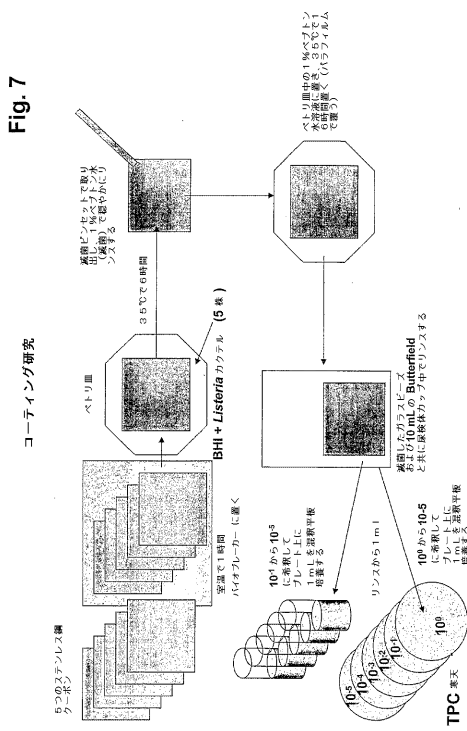 Fig. 7
コーティング研究
5つのステンレス鋼
クーポン
室温で1時間
バイオブレーカーに置く
ペトリ皿
BHI + Listeria カクテル
(5 株)
35℃で6時間
滅菌ピンセットで取り
出し、1%ペプトン水
(滅菌)で穏やかにリ
ンスする
ペトリ皿中の1%ペプトン
水溶液に置き、35℃で1
6時間置く(パラフィルム
で覆う)
滅菌したガラスビーズ
および10 mLの Butterfield
と共に尿検体カップ中でリンスする
リンスから1ml
10-1から10-5
に希釈して
プレート上に
1mLを混釈平板
培養する
100から10-5
に希釈して
プレート上に
1mLを混釈平板
培養する
10-5
10-4
10-3
10-2
10-1
100
TPC 寒天